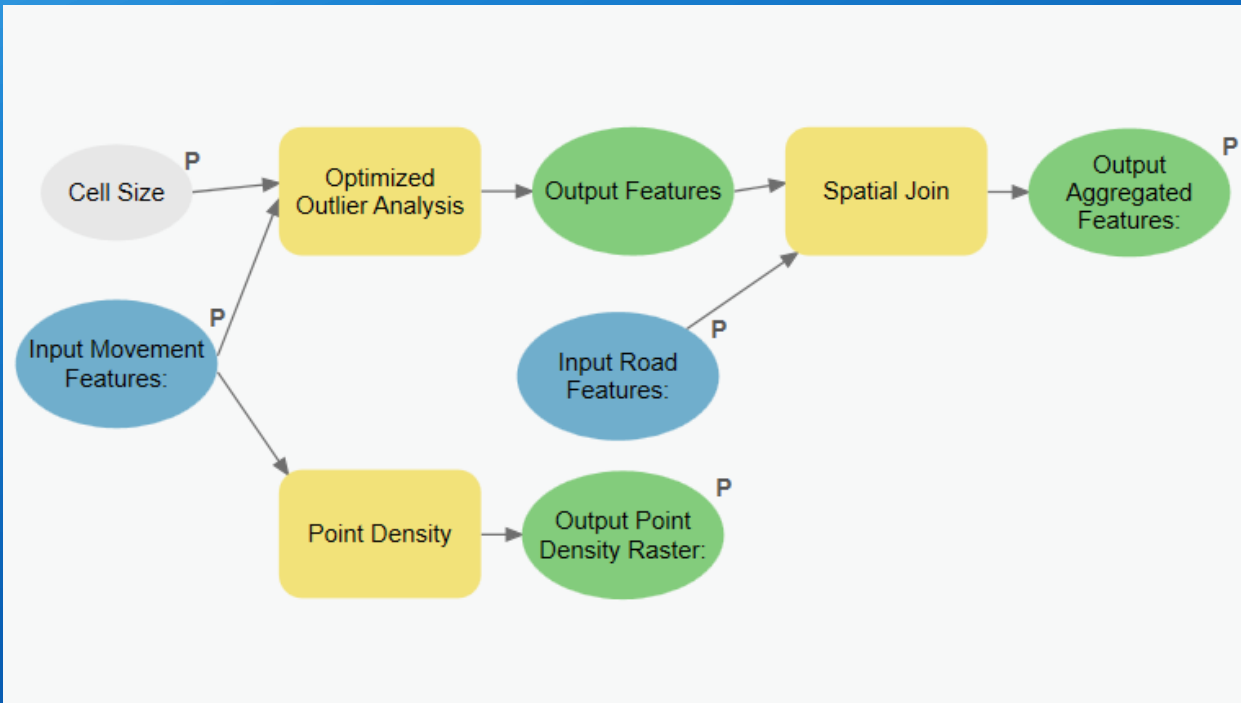 P
Cell Size
Optimized
Outlier Analysis
Output Features
Spatial Join
P
Output
Aggregated
Features:
P
Input Movement
Features:
P
Input Road
Features:
Point Density
P
Output Point
Density Raster: